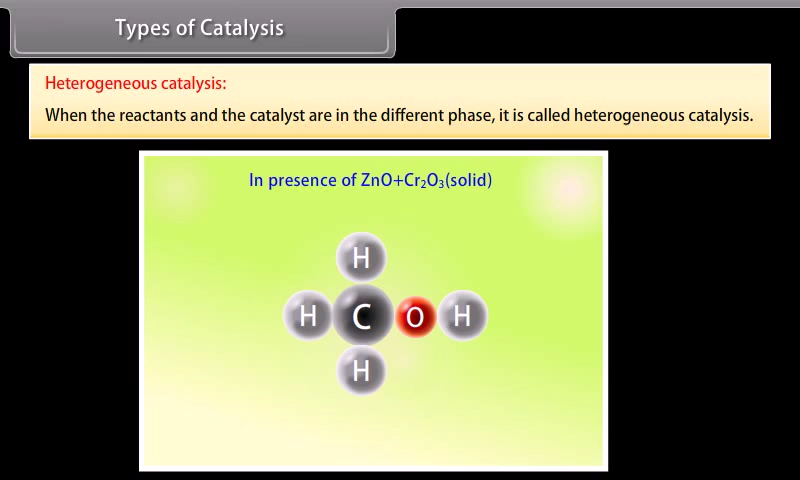 Types of Catalysis
Heterogeneous catalysis:
When the reactants and the catalyst are in the different phase, it is called heterogeneous catalysis.
In presence of ZnO+Cr₂O₃(solid)
H
H C O H
H